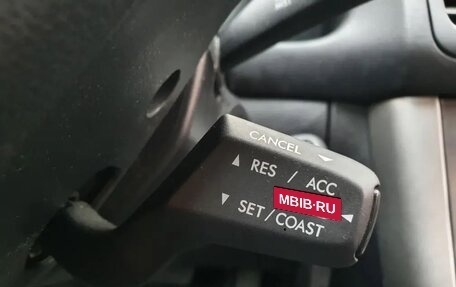 CANCEL
RES / ACC
MBIB·RU
SET/COAST